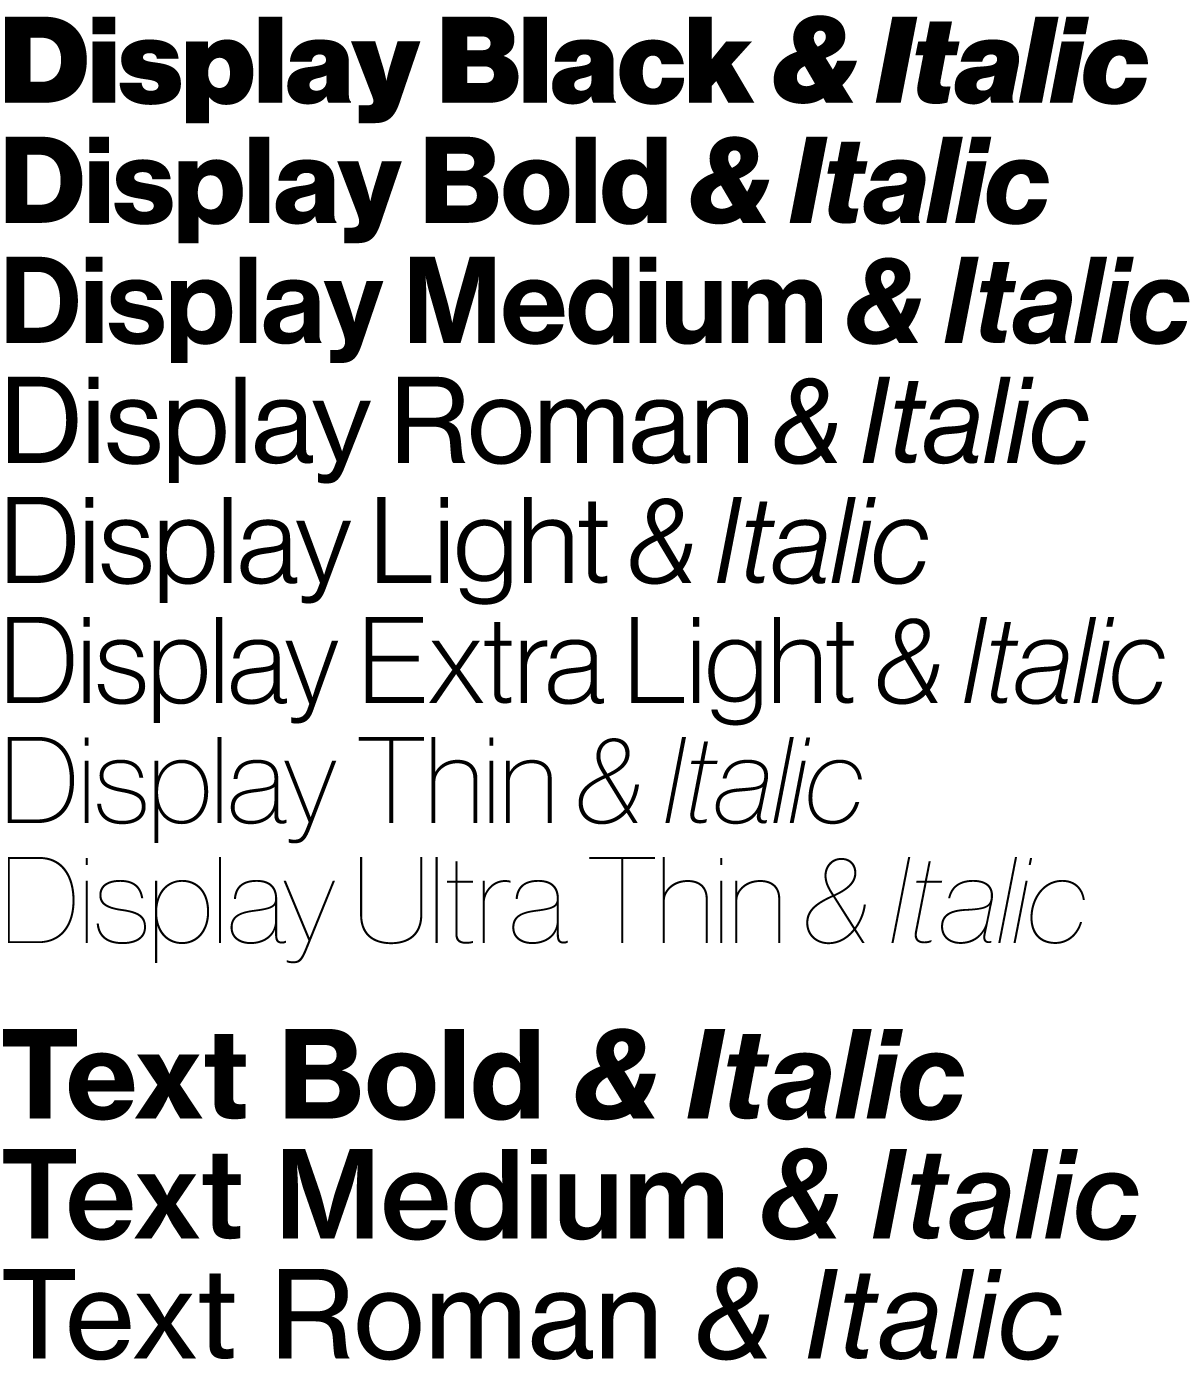 Display Black & Italic
Display Bold & Italic
Display Medium & Italic
Display Roman & Italic
Display Light & Italic
Display Extra Light & Italic
Display Thin & Italic
Display Ultra Thin & Italic
Text Bold & Italic
Text Medium & Italic
Text Roman & Italic